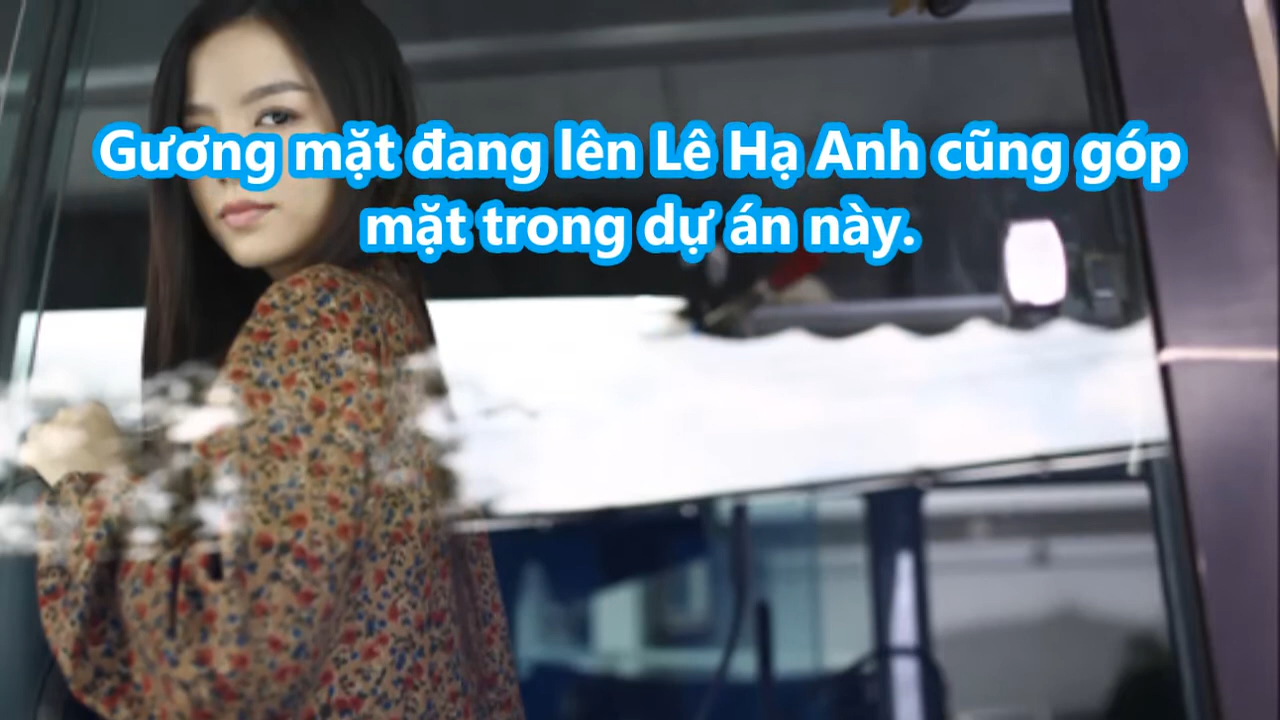 Gương mặt đang lên Lê Hạ Anh cũng góp
mặt trong dự án này.